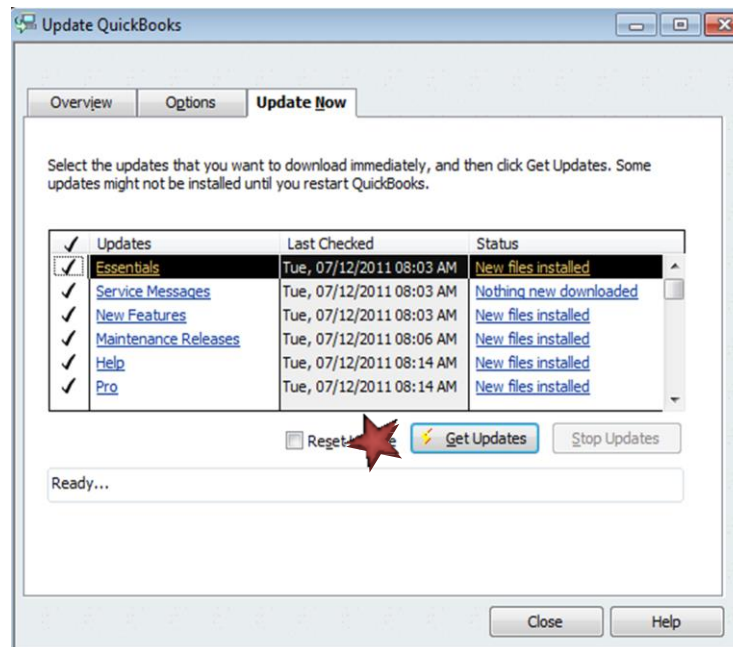 Update QuickBooks
Overview Options Update Now
Select the updates that you want to download immediately, and then click Get Updates. Some
updates might not be installed until you restart QuickBooks.
✓ Updates Last Checked Status
✓ Essentials Tue, 07/12/2011 08:03 AM New files installed
✓ Service Messages Tue, 07/12/2011 08:03 AM Nothing new downloaded
✓ New Features Tue, 07/12/2011 08:03 AM New files installed
✓ Maintenance Releases Tue, 07/12/2011 08:06 AM New files installed
✓ Help Tue, 07/12/2011 08:14 AM New files installed
✓ Pro Tue, 07/12/2011 08:14 AM New files installed
Reset Get Updates Stop Updates
Ready...
Close Help